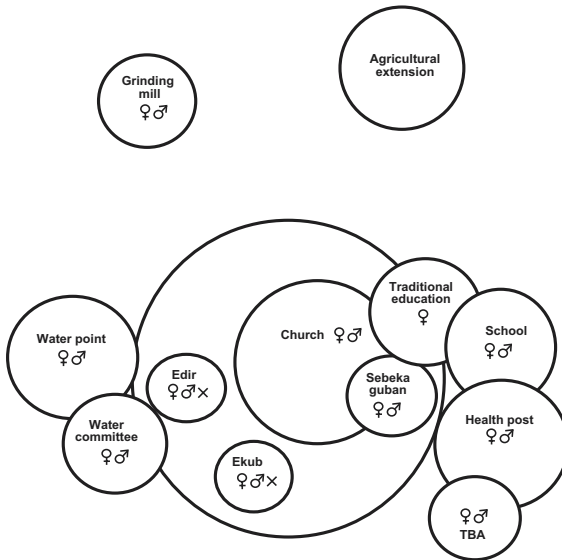 Agricultural
extension
Grinding
mill
♀♂
Traditional
education
♀
Water point
♀♂
Church ♀♂
School
♀♂
Edir
♀♂×
Sebeka
guban
♀♂
Water
committee
♀♂
Health post
♀♂
Ekub
♀♂×
♀♂
TBA